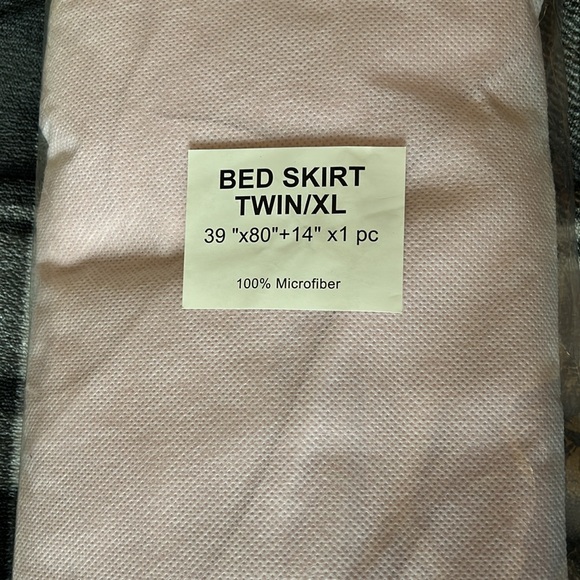 BED SKIRT
TWIN/XL
39 "x80"+14" x1 pc
100% Microfiber